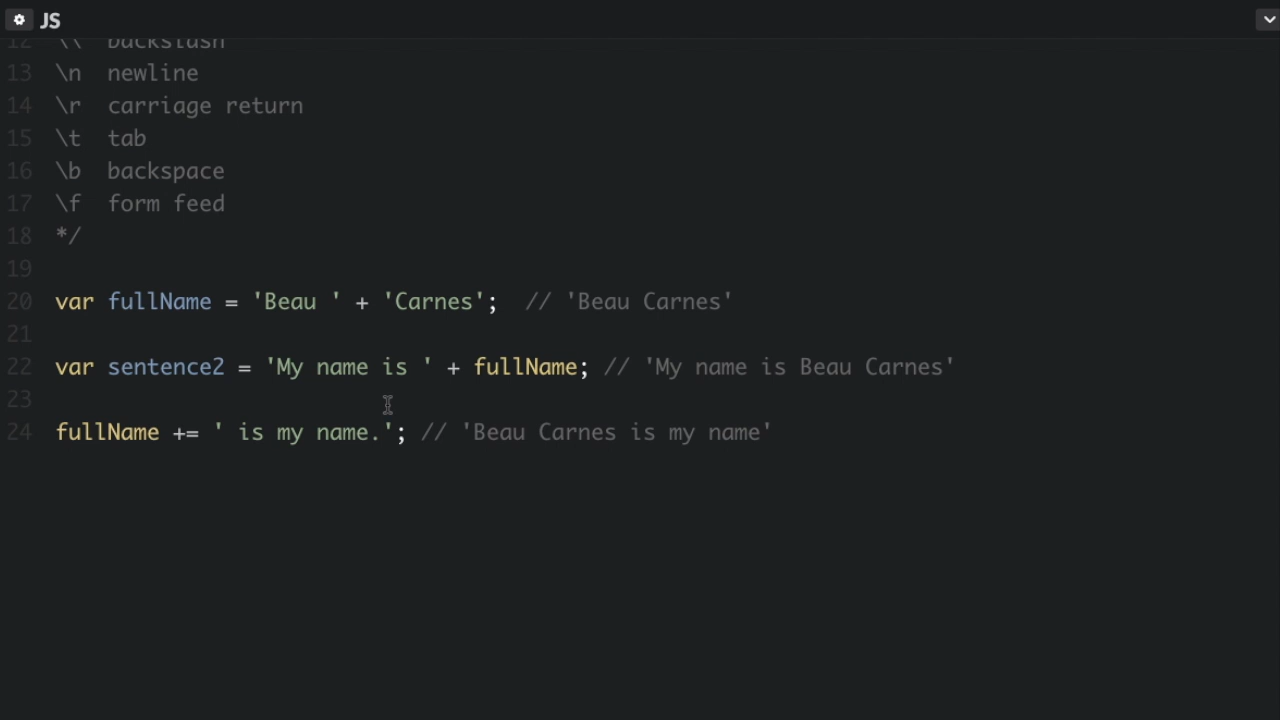 JS
12 \\ backslash
13 \n newline
14 \r carriage return
15 \t tab
16 \b backspace
17 \f form feed
18 */
19
20 var fullName = 'Beau ' + 'Carnes';  // 'Beau Carnes'
21
22 var sentence2 = 'My name is ' + fullName; // 'My name is Beau Carnes'
23
24 fullName += ' is my name.'; // 'Beau Carnes is my name'